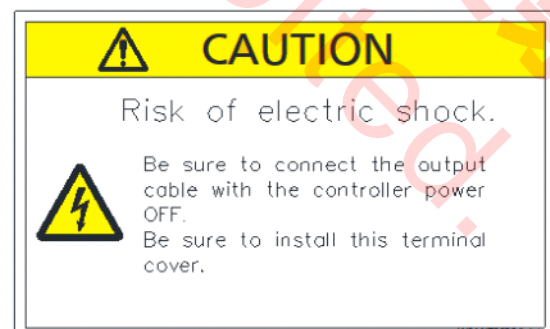 CAUTION
Risk of electric shock.
Be sure to connect the output
cable with the controller power
OFF.
Be sure to install this terminal
cover.